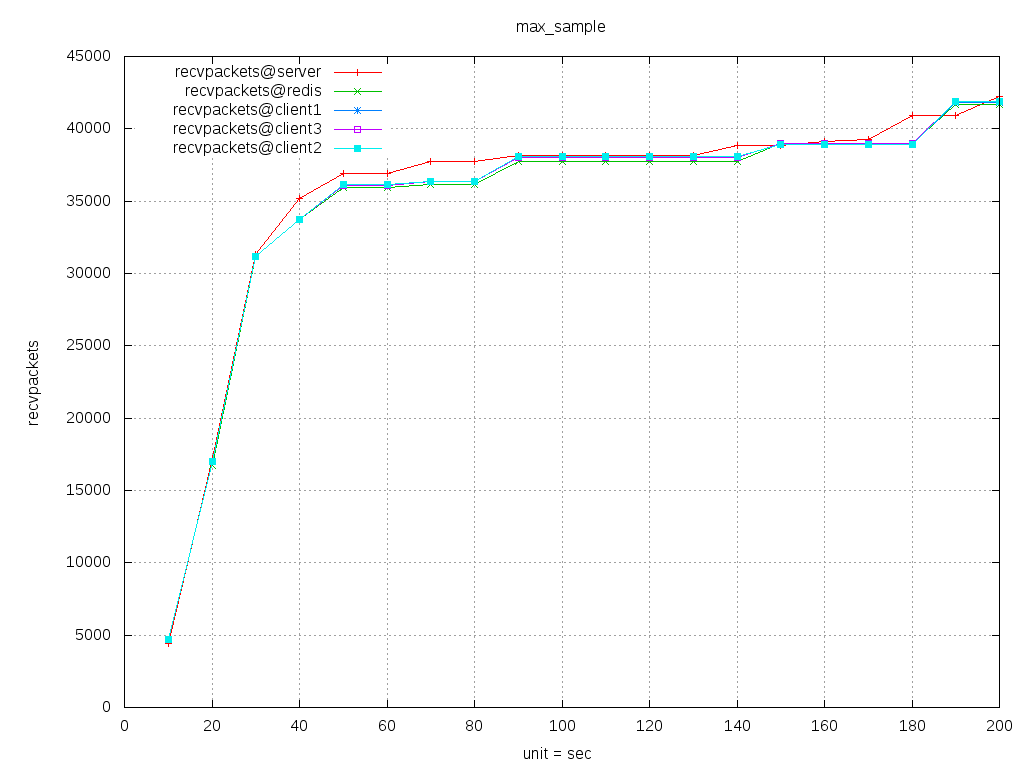 max_sample
45000
40000
35000
30000
25000
20000
15000
10000
5000
0
recvpackets
recvpackets@server
recvpackets@redis
recvpackets@client1
recvpackets@client3
recvpackets@client2
0 20 40 60 80 100 120 140 160 180 200
unit = sec